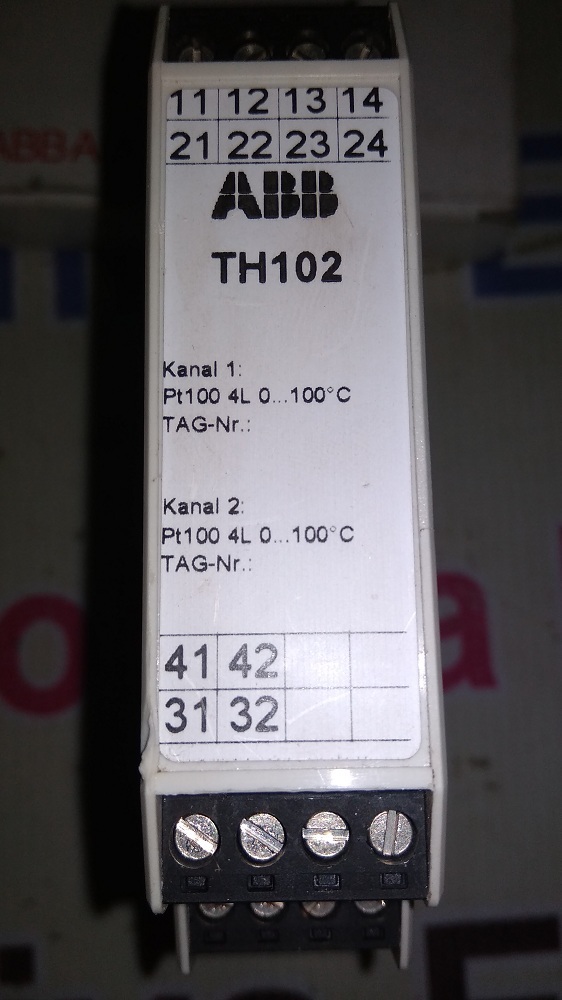 11 12 13 14
21 22 23 24
ABB
TH102
Kanal 1:
Pt100 4L 0...100°C
TAG-Nr.:
Kanal 2:
Pt100 4L 0...100°C
TAG-Nr.:
41 42
31 32
ABBA
o
a